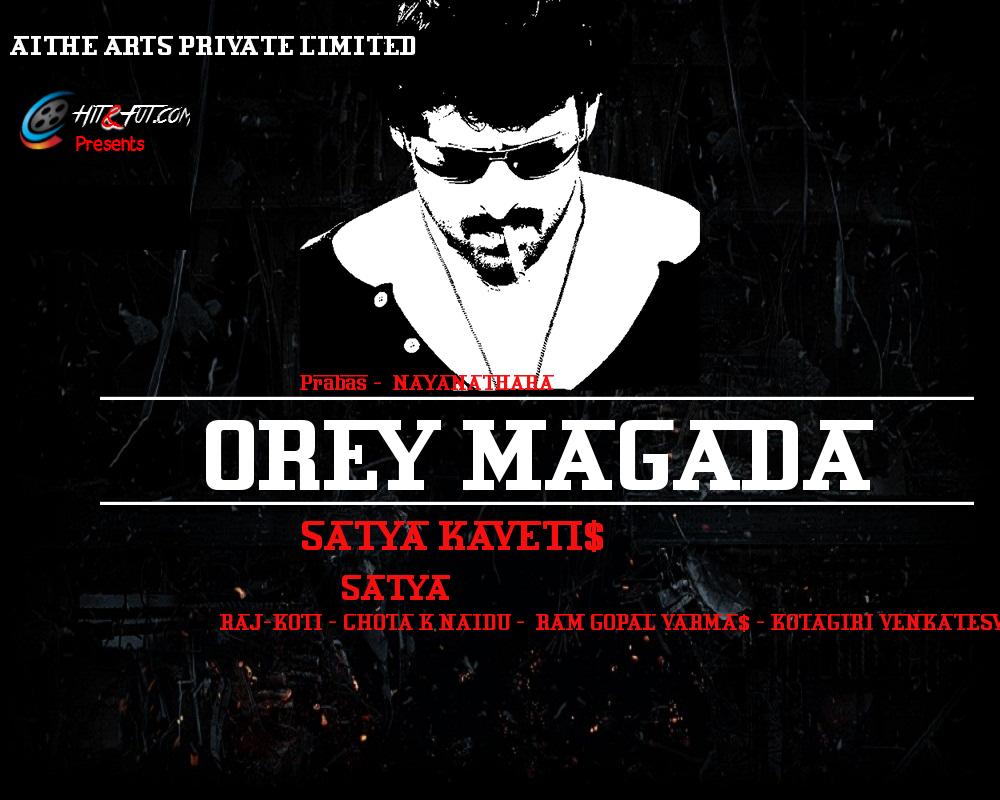 AITHE ARTS PRIVATE LIMITED
HIT&FUT.COM
Presents
Prabas - NAYANATHARA
OREY MAGADA
SATYA KAVETI$
SATYA
RAJ-KOTI - CHOTA K.NAIDU - RAM GOPAL VARMA$ - KOTAGIRI VENKATESV